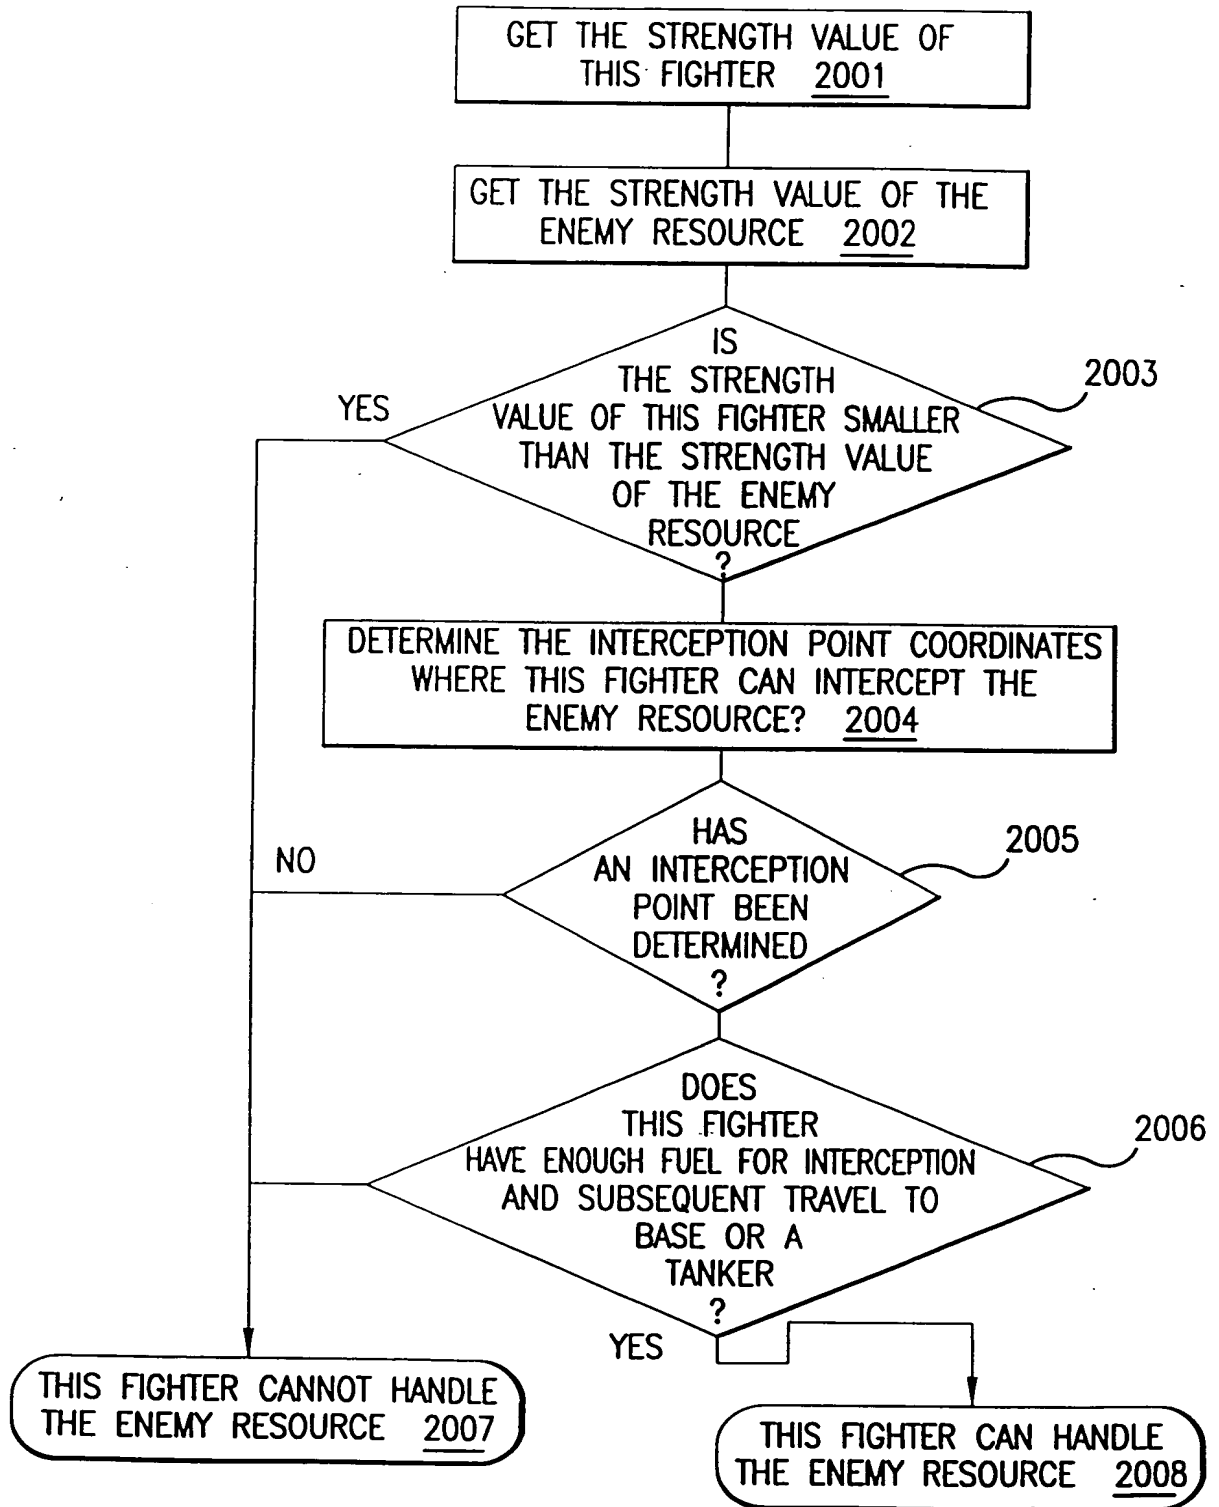 GET THE STRENGTH VALUE OF
THIS FIGHTER 2001
GET THE STRENGTH VALUE OF THE
ENEMY RESOURCE 2002
IS
THE STRENGTH
VALUE OF THIS FIGHTER SMALLER
THAN THE STRENGTH VALUE
OF THE ENEMY
RESOURCE
?
2003
YES
DETERMINE THE INTERCEPTION POINT COORDINATES
WHERE THIS FIGHTER CAN INTERCEPT THE
ENEMY RESOURCE? 2004
HAS
AN INTERCEPTION
POINT BEEN
DETERMINED
?
2005
NO
DOES
THIS FIGHTER
HAVE ENOUGH FUEL FOR INTERCEPTION
AND SUBSEQUENT TRAVEL TO
BASE OR A
TANKER
?
2006
YES
THIS FIGHTER CANNOT HANDLE
THE ENEMY RESOURCE 2007
THIS FIGHTER CAN HANDLE
THE ENEMY RESOURCE 2008